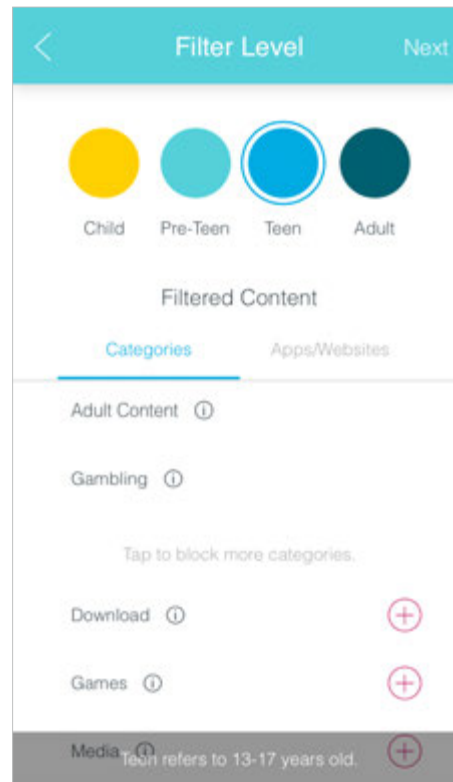 Filter Level Next
Child Pre-Teen Teen Adult
Filtered Content
Categories Apps/Websites
Adult Content
Gambling
Tap to block more categories.
Download
Games
Media
Teen refers to 13-17 years old.